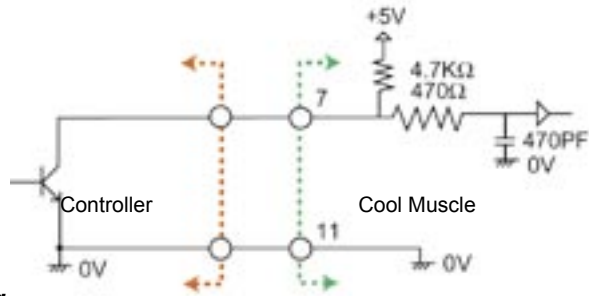 +5V
4.7KΩ
470Ω
7
470PF
0V
Controller
Cool Muscle
11
0V
0V